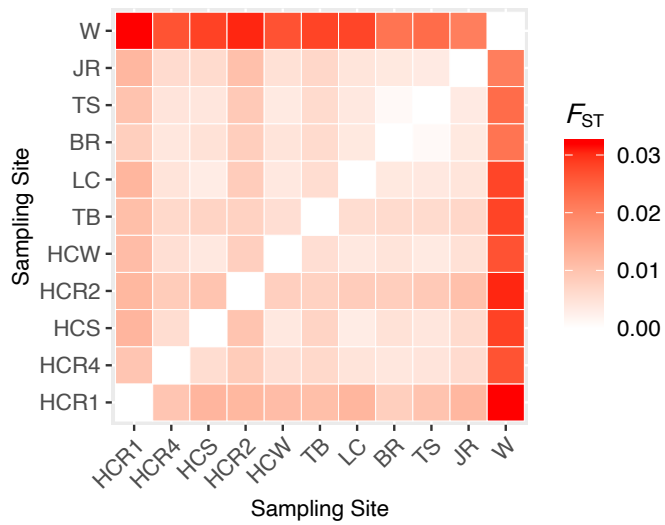 W
JR
TS
BR
LC
TB
HCW
HCR2
HCS
HCR4
HCR1
Sampling Site
HCR1 HCR4 HCS HCR2 HCW TB LC BR TS JR W
Sampling Site
FST
0.03
0.02
0.01
0.00